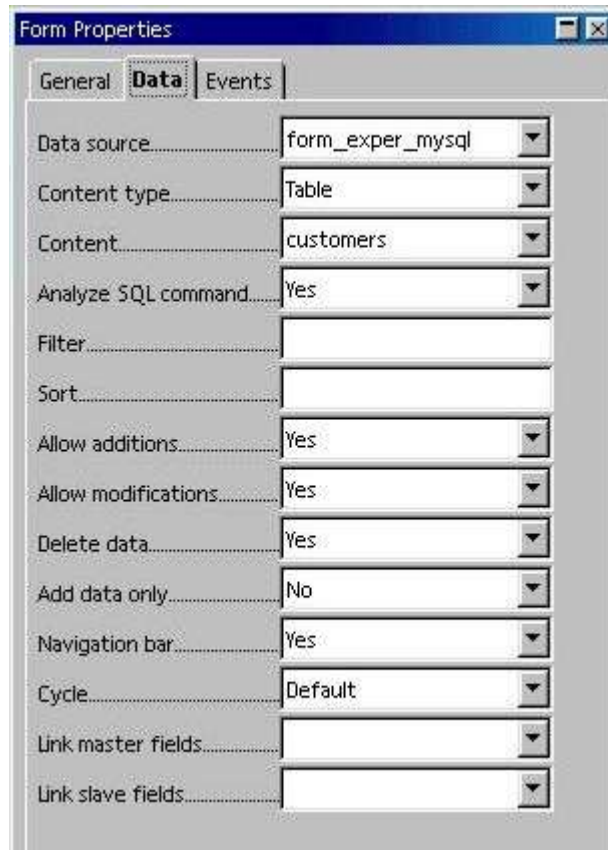 Form Properties
General Data Events
Data source form_exper_mysql
Content type Table
Content customers
Analyze SQL command Yes
Filter
Sort
Allow additions Yes
Allow modifications Yes
Delete data Yes
Add data only No
Navigation bar Yes
Cycle Default
Link master fields
Link slave fields